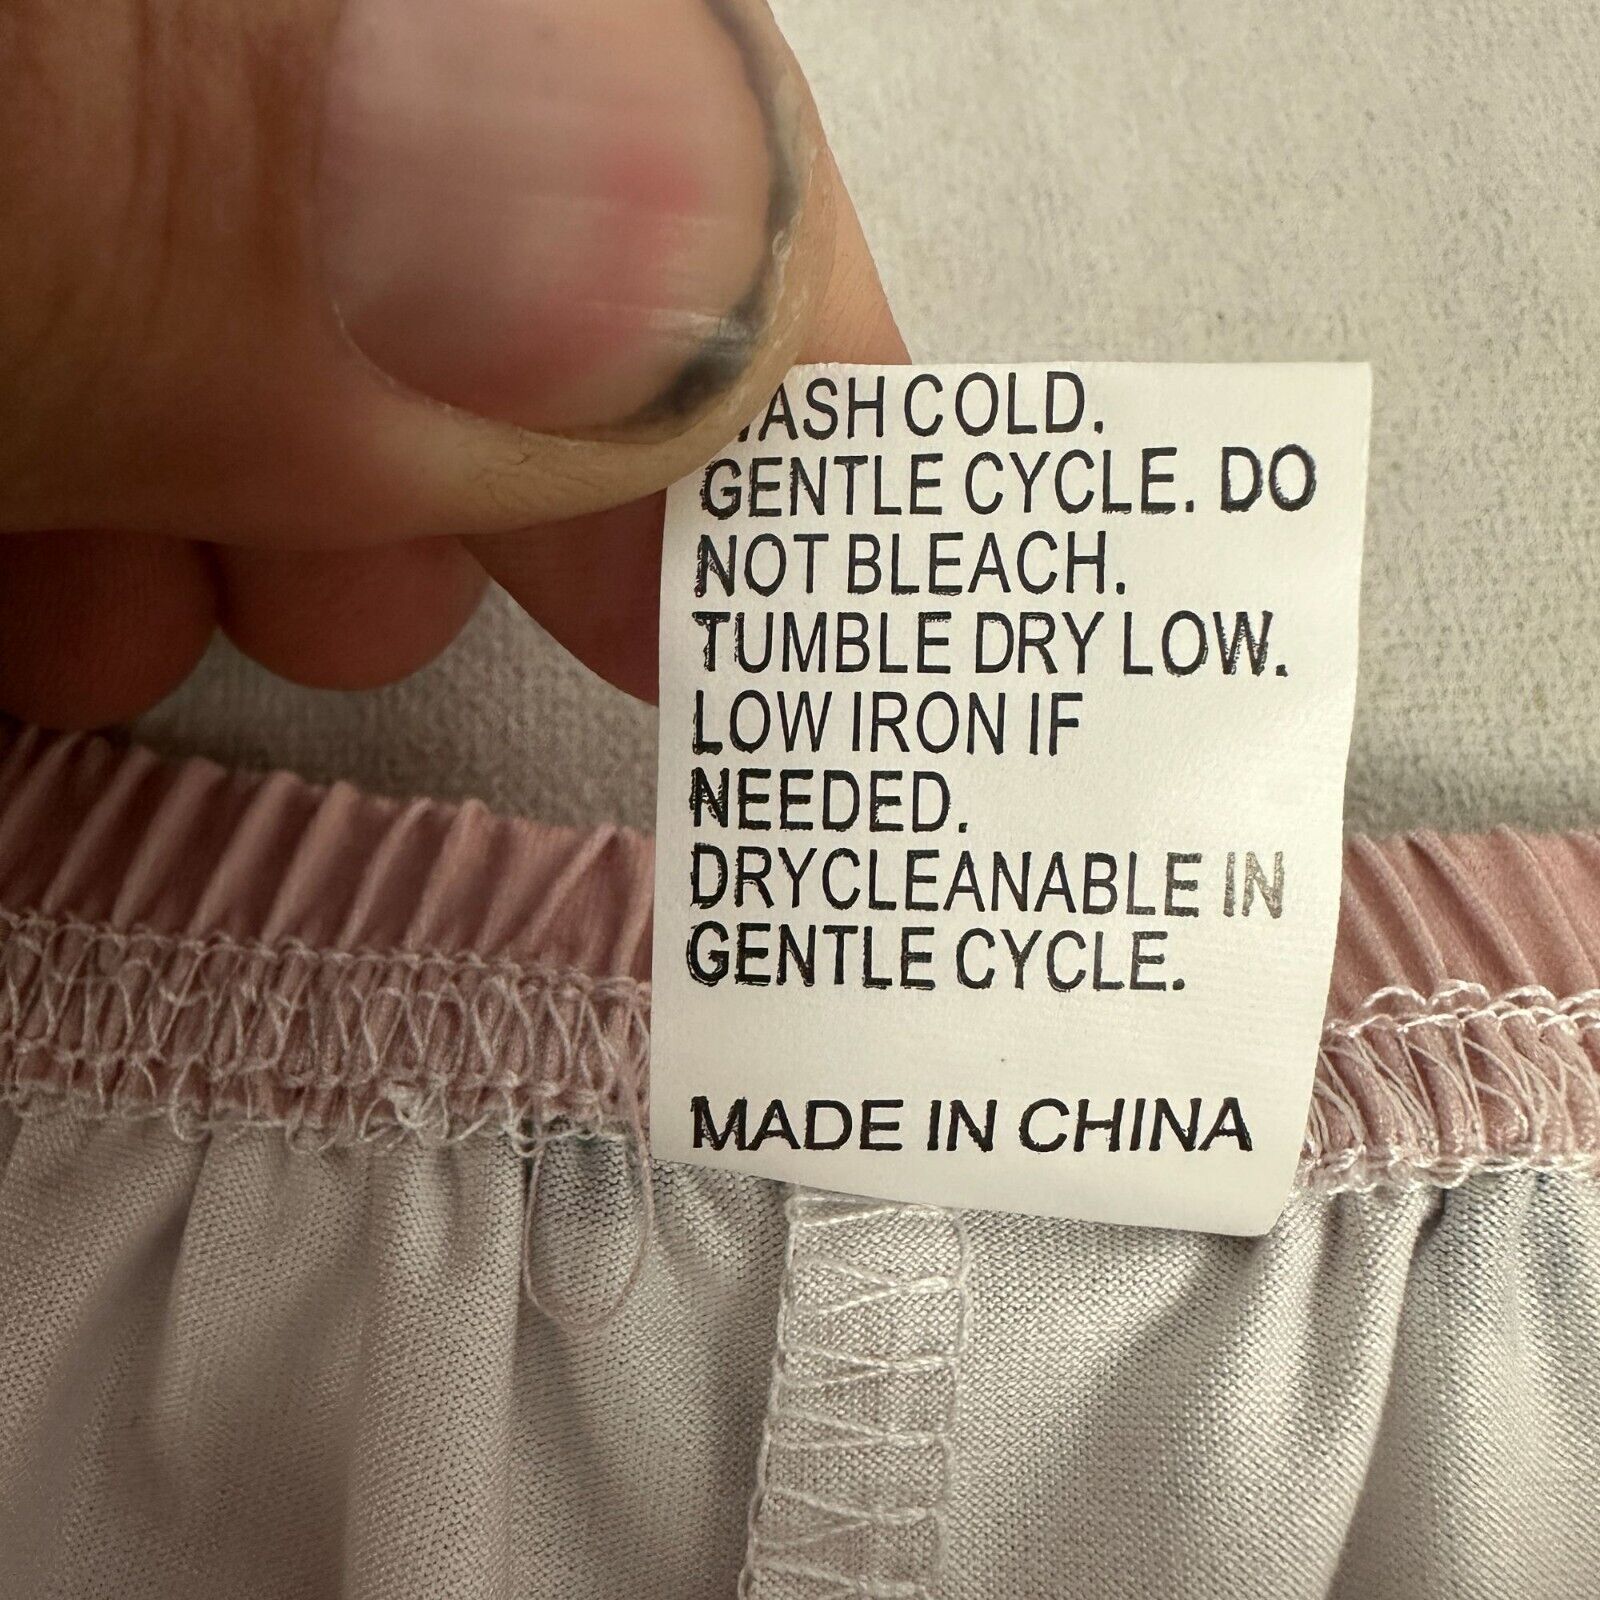 WASH COLD.
GENTLE CYCLE. DO
NOT BLEACH.
TUMBLE DRY LOW.
LOW IRON IF
NEEDED.
DRYCLEANABLE IN
GENTLE CYCLE.
MADE IN CHINA